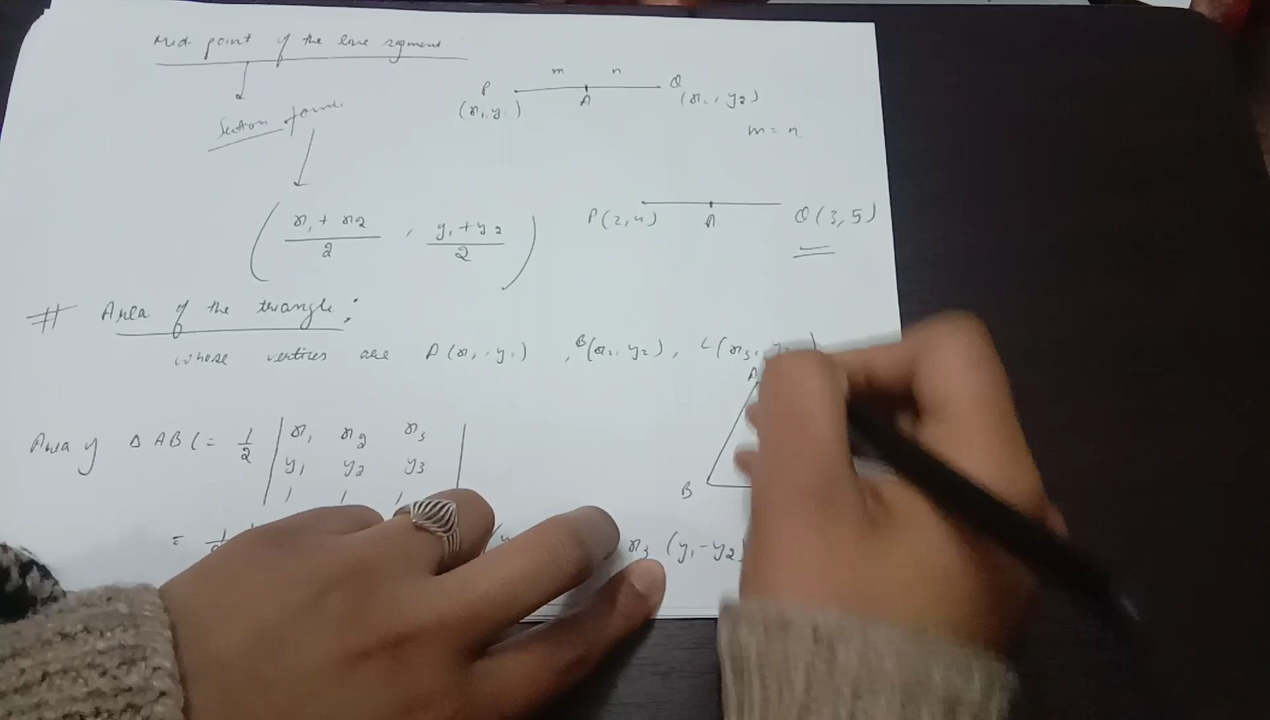 Mid point of the line segment
m n
P A Q
(x₁, y₁) (x₂, y₂)
m = n
Section
( x₁ + x₂ / 2 , y₁ + y₂ / 2 )
P(2, 4) A Q(3, 5)
# Area of the triangle:
whose vertices are A(x₁, y₁), B(x₂, y₂), C(x₃,
A
B
Area of Δ ABC = 1/2 | x₁ x₂ x₃
y₁ y₂ y₃
1 1 1 |
= x₃ (y₁ - y₂)